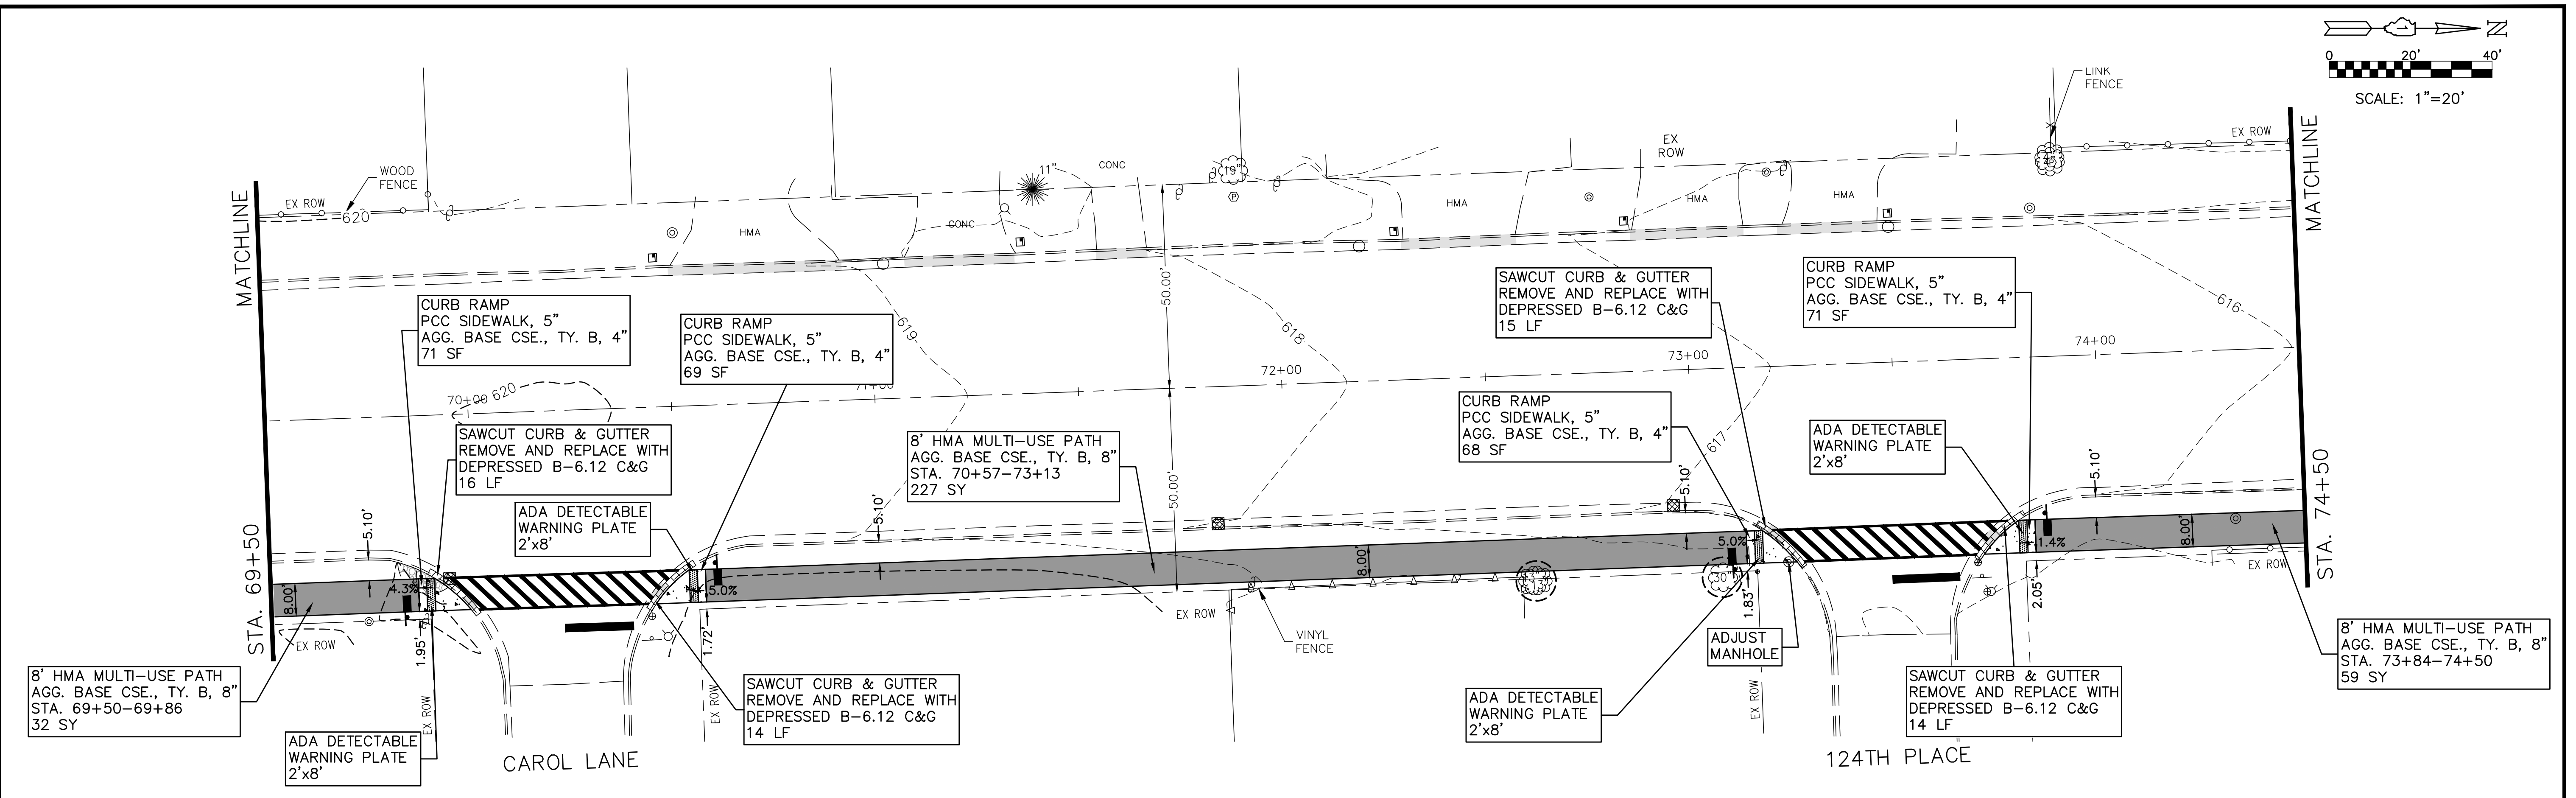 N
0 20' 40'
SCALE: 1"=20'
LINK
FENCE
EX ROW
EX
ROW
WOOD
FENCE
EX ROW
620
11"
CONC
19"
P
MATCHLINE
MATCHLINE
HMA
CONC
HMA
HMA
HMA
50.00'
CURB RAMP
PCC SIDEWALK, 5"
AGG. BASE CSE., TY. B, 4"
71 SF
CURB RAMP
PCC SIDEWALK, 5"
AGG. BASE CSE., TY. B, 4"
69 SF
SAWCUT CURB & GUTTER
REMOVE AND REPLACE WITH
DEPRESSED B-6.12 C&G
15 LF
CURB RAMP
PCC SIDEWALK, 5"
AGG. BASE CSE., TY. B, 4"
71 SF
619
618
616
617
620
70+00
72+00
73+00
74+00
SAWCUT CURB & GUTTER
REMOVE AND REPLACE WITH
DEPRESSED B-6.12 C&G
16 LF
8' HMA MULTI-USE PATH
AGG. BASE CSE., TY. B, 8"
STA. 70+57-73+13
227 SY
50.00'
CURB RAMP
PCC SIDEWALK, 5"
AGG. BASE CSE., TY. B, 4"
68 SF
ADA DETECTABLE
WARNING PLATE
2'x8'
ADA DETECTABLE
WARNING PLATE
2'x8'
5.10'
5.10'
5.10'
5.10'
STA. 69+50
STA. 74+50
8.00'
4.3%
5.0%
8.00'
5.0%
1.4%
8.00'
13"
30"
1.95'
1.72'
1.83'
2.05'
EX ROW
EX ROW
EX ROW
VINYL
FENCE
ADJUST
MANHOLE
8' HMA MULTI-USE PATH
AGG. BASE CSE., TY. B, 8"
STA. 69+50-69+86
32 SY
EX ROW
EX ROW
EX ROW
8' HMA MULTI-USE PATH
AGG. BASE CSE., TY. B, 8"
STA. 73+84-74+50
59 SY
ADA DETECTABLE
WARNING PLATE
2'x8'
CAROL LANE
SAWCUT CURB & GUTTER
REMOVE AND REPLACE WITH
DEPRESSED B-6.12 C&G
14 LF
ADA DETECTABLE
WARNING PLATE
2'x8'
124TH PLACE
SAWCUT CURB & GUTTER
REMOVE AND REPLACE WITH
DEPRESSED B-6.12 C&G
14 LF